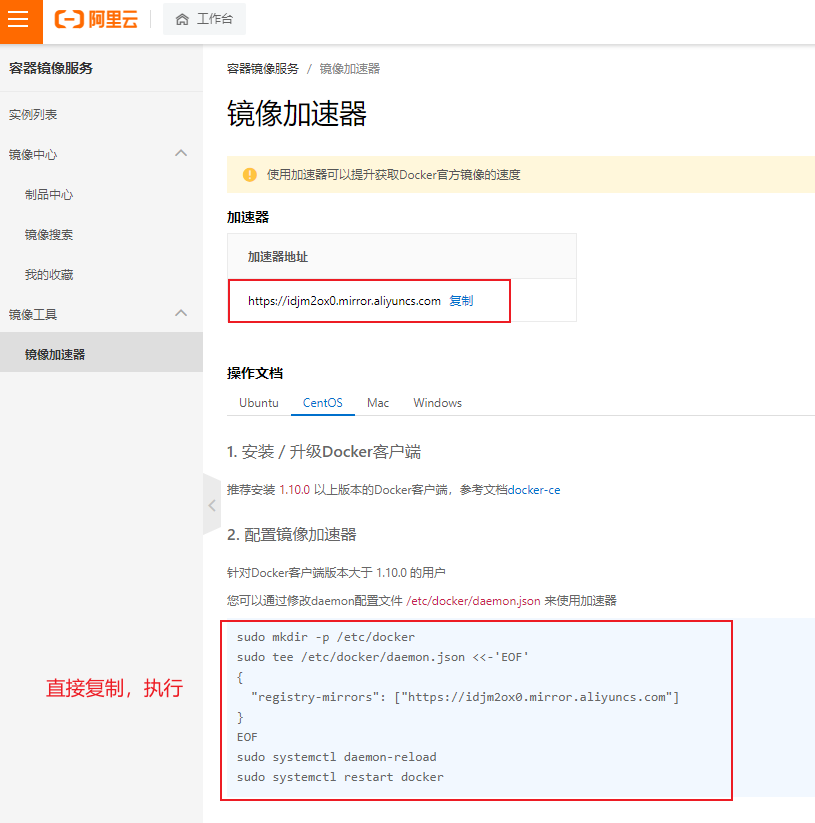 阿里云
工作台
容器镜像服务
实例列表
镜像中心
制品中心
镜像搜索
我的收藏
镜像工具
镜像加速器
容器镜像服务 / 镜像加速器
镜像加速器
使用加速器可以提升获取Docker官方镜像的速度
加速器
加速器地址
https://idjm2ox0.mirror.aliyuncs.com 复制
操作文档
Ubuntu CentOS Mac Windows
1. 安装 / 升级Docker客户端
推荐安装 1.10.0 以上版本的Docker客户端，参考文档docker-ce
2. 配置镜像加速器
针对Docker客户端版本大于 1.10.0 的用户
您可以通过修改daemon配置文件 /etc/docker/daemon.json 来使用加速器
sudo mkdir -p /etc/docker
sudo tee /etc/docker/daemon.json <<-'EOF'
{
"registry-mirrors": ["https://idjm2ox0.mirror.aliyuncs.com"]
}
EOF
sudo systemctl daemon-reload
sudo systemctl restart docker
直接复制，执行